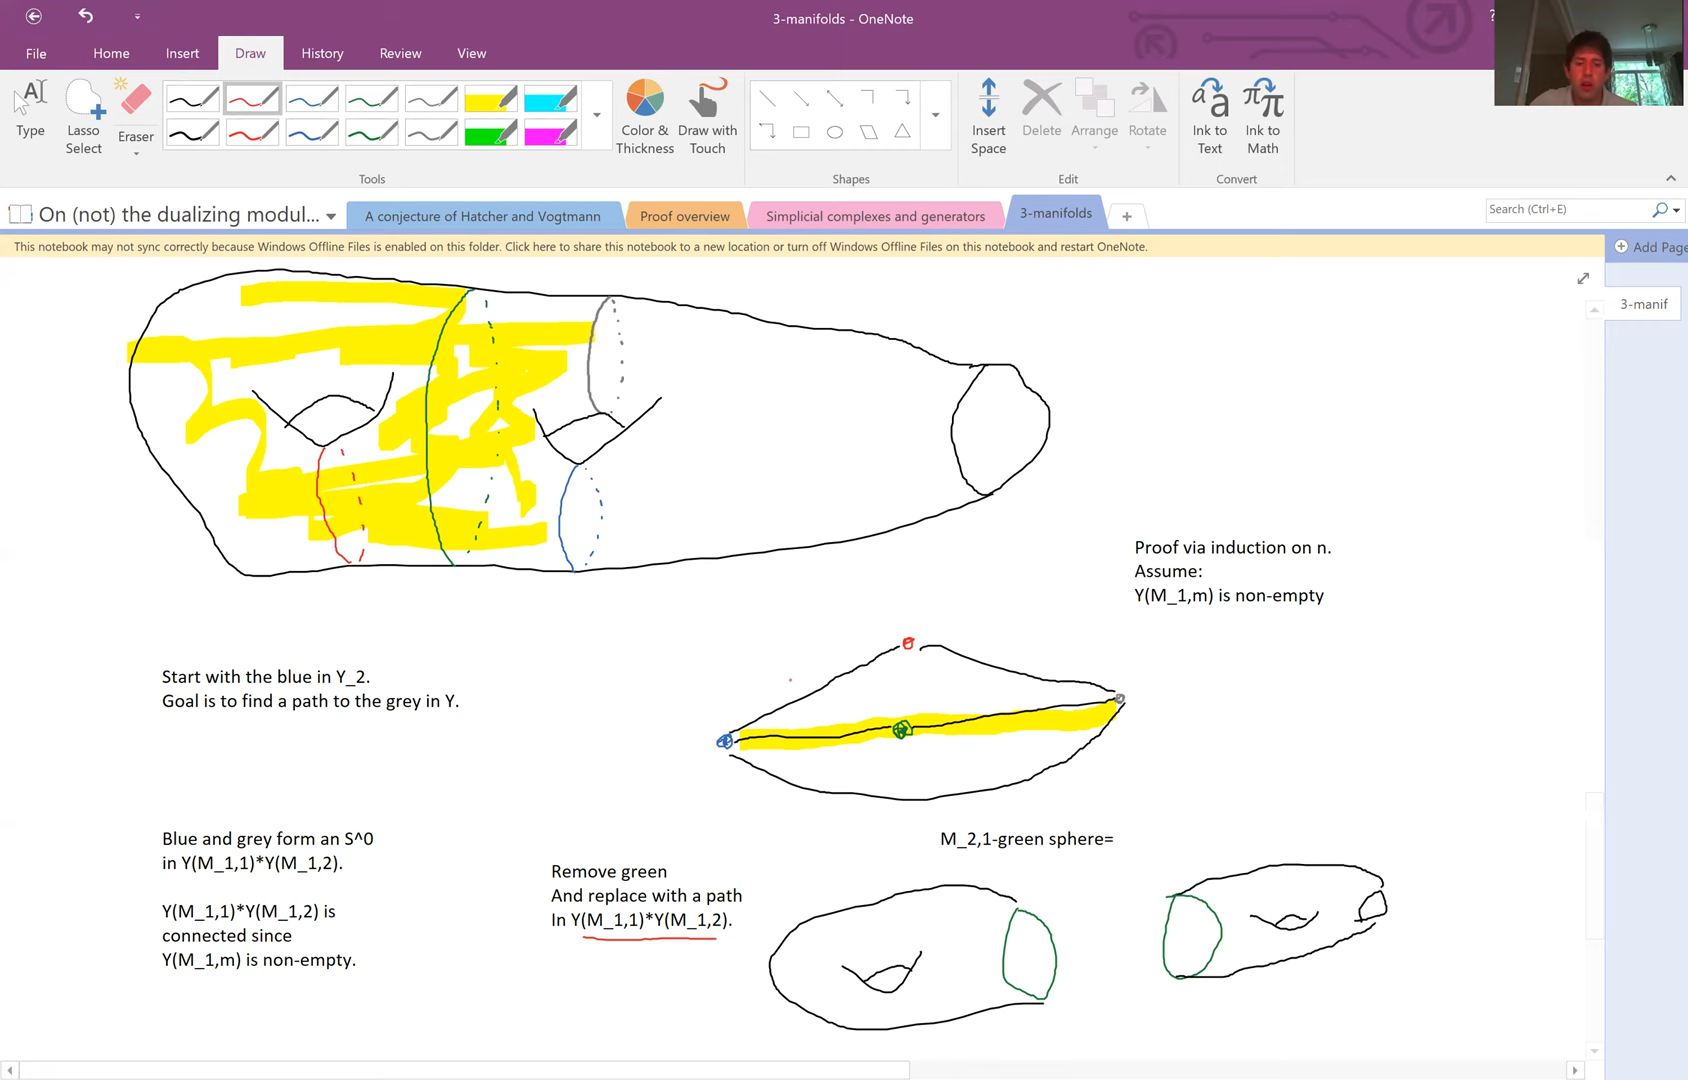 3-manifolds - OneNote
?
File
Home
Insert
Draw
History
Review
View
Type
Lasso
Select
Eraser
Color &
Thickness
Draw with
Touch
Insert
Space
Delete
Arrange
Rotate
Ink to
Text
Ink to
Math
Tools
Shapes
Edit
Convert
On (not) the dualizing modul...
A conjecture of Hatcher and Vogtmann
Proof overview
Simplicial complexes and generators
3-manifolds
Search (Ctrl+E)
This notebook may not sync correctly because Windows Offline Files is enabled on this folder. Click here to share this notebook to a new location or turn off Windows Offline Files on this notebook and restart OneNote.
Add Page
3-manif
Proof via induction on n.
Assume:
Y(M_1,m) is non-empty
Start with the blue in Y_2.
Goal is to find a path to the grey in Y.
Blue and grey form an S^0
in Y(M_1,1)*Y(M_1,2).
Y(M_1,1)*Y(M_1,2) is
connected since
Y(M_1,m) is non-empty.
Remove green
And replace with a path
In Y(M_1,1)*Y(M_1,2).
M_2,1-green sphere=